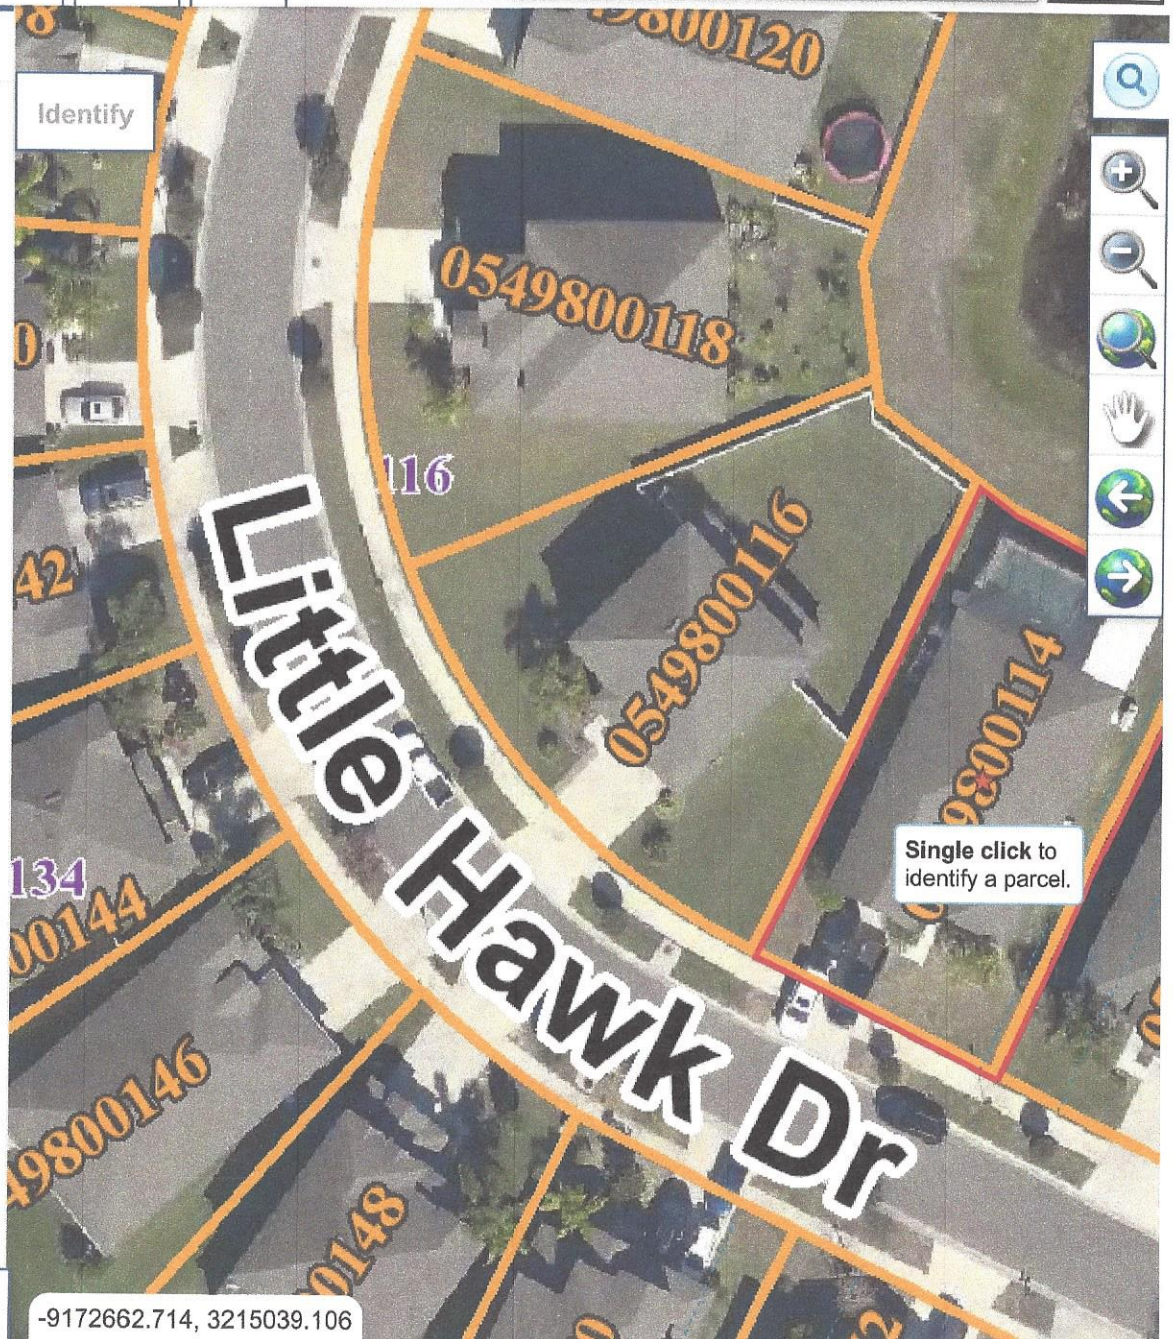 9800120
Identify
0549800118
116
42
0549800116
Little Hawk Dr
9800114
Single click to
identify a parcel.
134
00144
49800146
0148
-9172662.714, 3215039.106